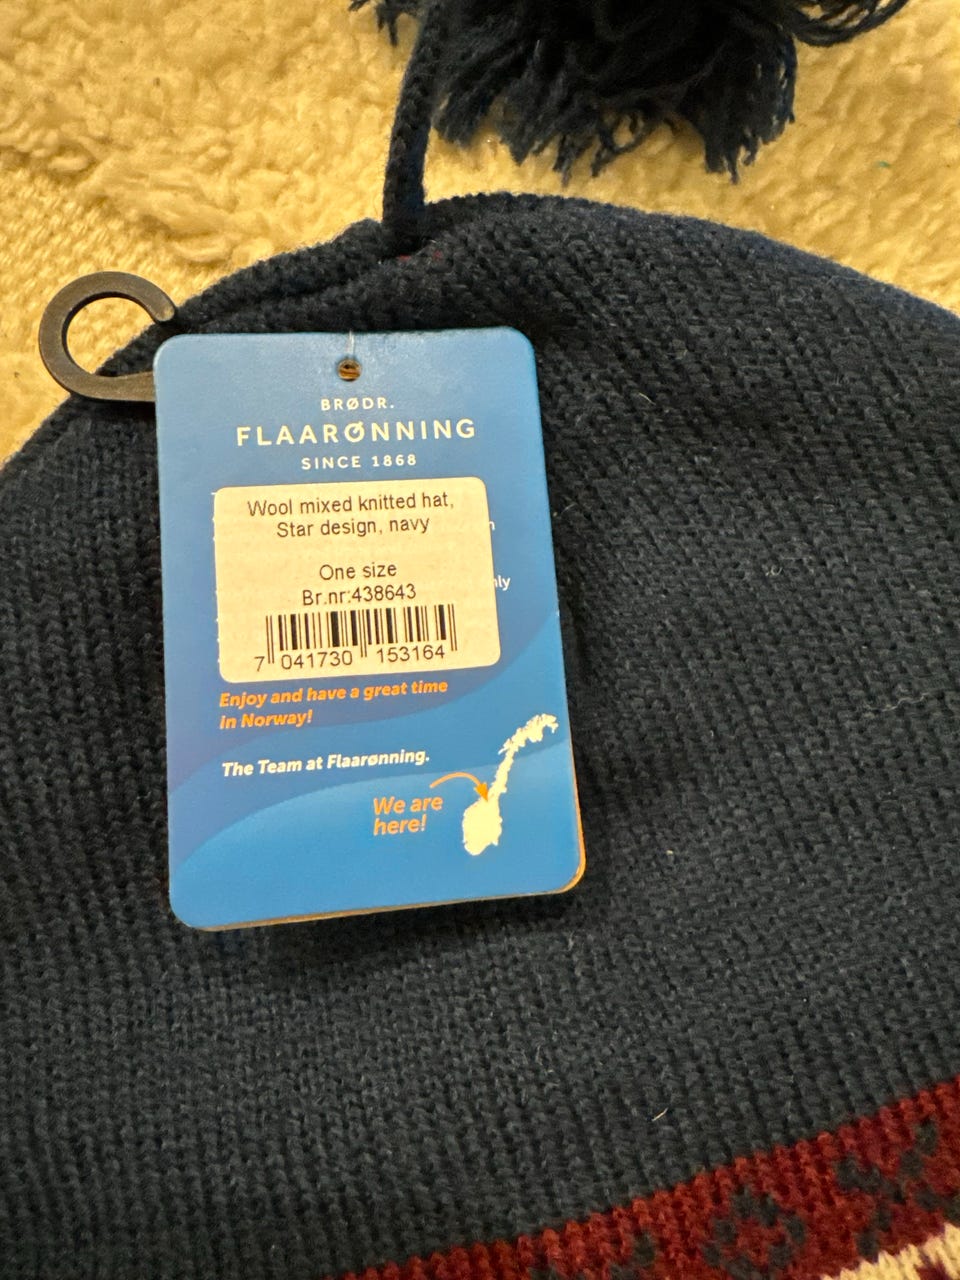 BRØDR.
FLAARØNNING
SINCE 1868
Wool mixed knitted hat,
Star design, navy
One size
Br.nr:438643
7 041730 153164
Enjoy and have a great time
in Norway!
The Team at Flaarønning.
We are
here!